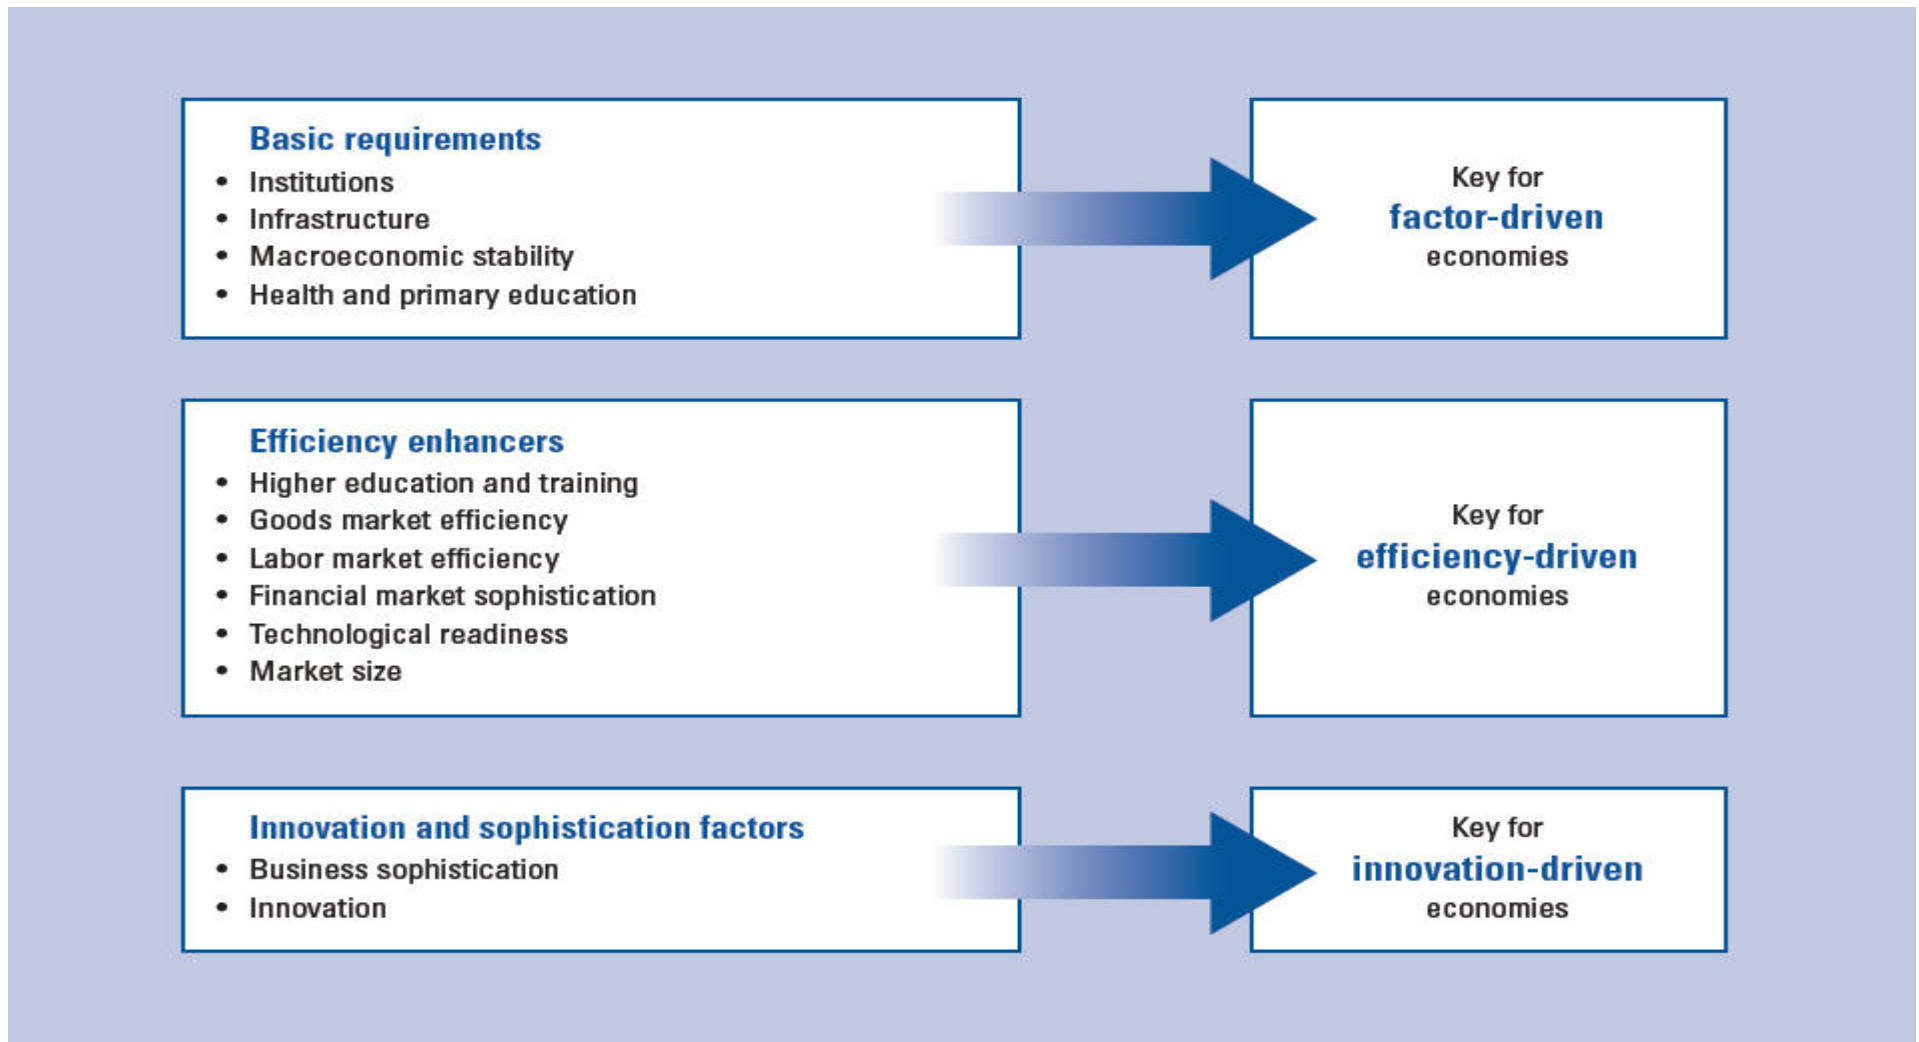 Basic requirements
• Institutions
• Infrastructure
• Macroeconomic stability
• Health and primary education
Key for
factor-driven
economies
Efficiency enhancers
• Higher education and training
• Goods market efficiency
• Labor market efficiency
• Financial market sophistication
• Technological readiness
• Market size
Key for
efficiency-driven
economies
Innovation and sophistication factors
• Business sophistication
• Innovation
Key for
innovation-driven
economies